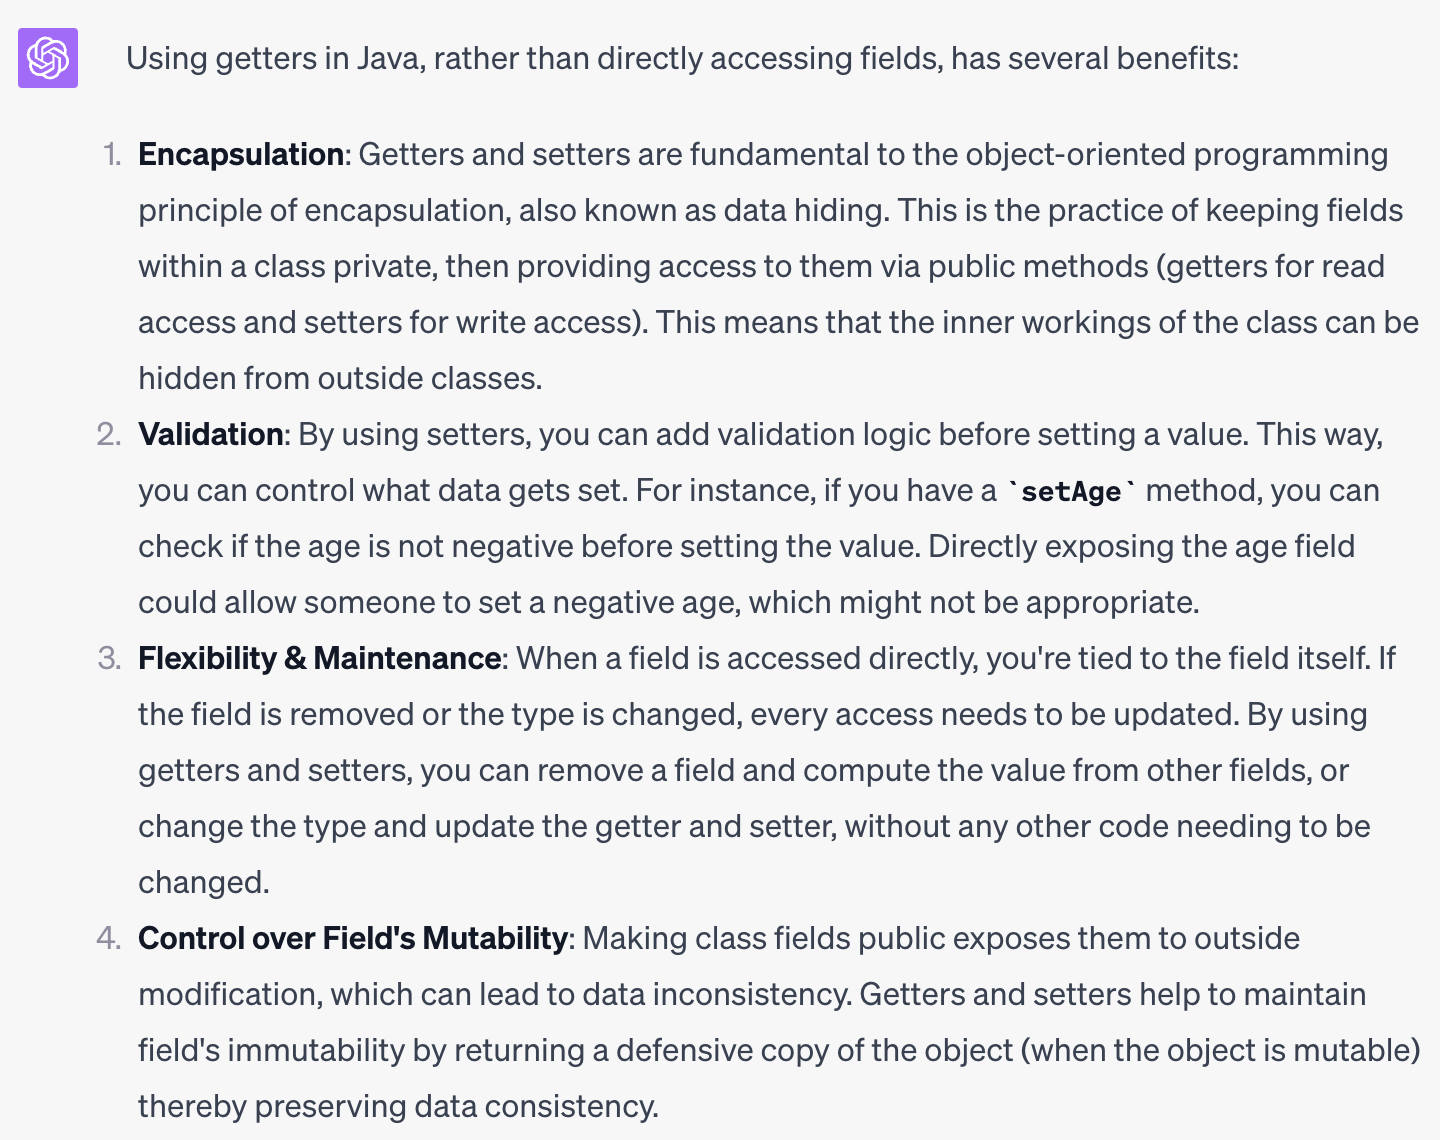 Using getters in Java, rather than directly accessing fields, has several benefits:
1. Encapsulation: Getters and setters are fundamental to the object-oriented programming
principle of encapsulation, also known as data hiding. This is the practice of keeping fields
within a class private, then providing access to them via public methods (getters for read
access and setters for write access). This means that the inner workings of the class can be
hidden from outside classes.
2. Validation: By using setters, you can add validation logic before setting a value. This way,
you can control what data gets set. For instance, if you have a `setAge` method, you can
check if the age is not negative before setting the value. Directly exposing the age field
could allow someone to set a negative age, which might not be appropriate.
3. Flexibility & Maintenance: When a field is accessed directly, you're tied to the field itself. If
the field is removed or the type is changed, every access needs to be updated. By using
getters and setters, you can remove a field and compute the value from other fields, or
change the type and update the getter and setter, without any other code needing to be
changed.
4. Control over Field's Mutability: Making class fields public exposes them to outside
modification, which can lead to data inconsistency. Getters and setters help to maintain
field's immutability by returning a defensive copy of the object (when the object is mutable)
thereby preserving data consistency.